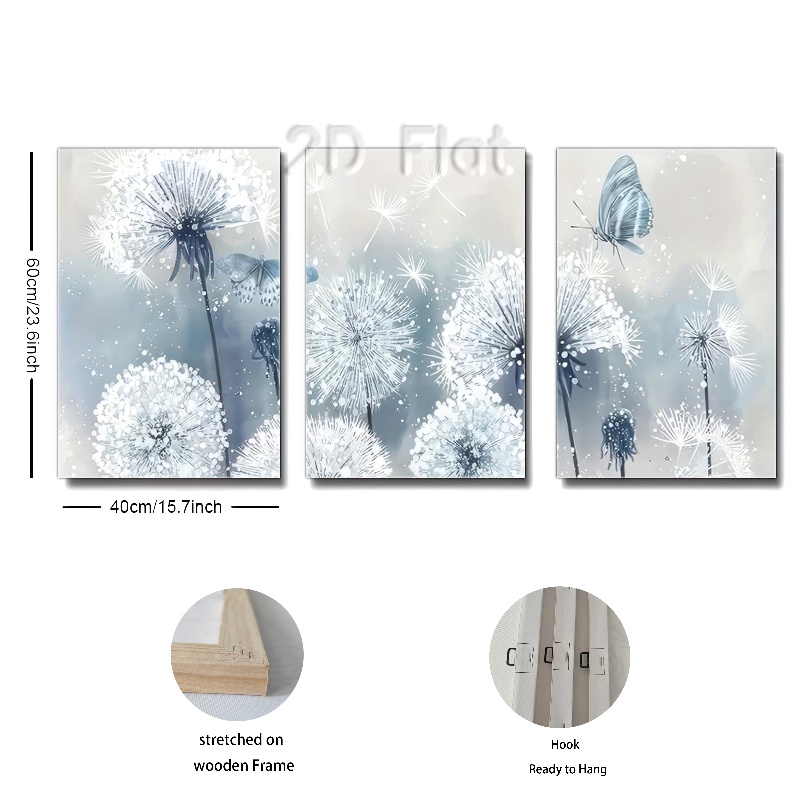 2D Flat
60cm/23.6inch
40cm/15.7inch
stretched on
wooden Frame
Hook
Ready to Hang